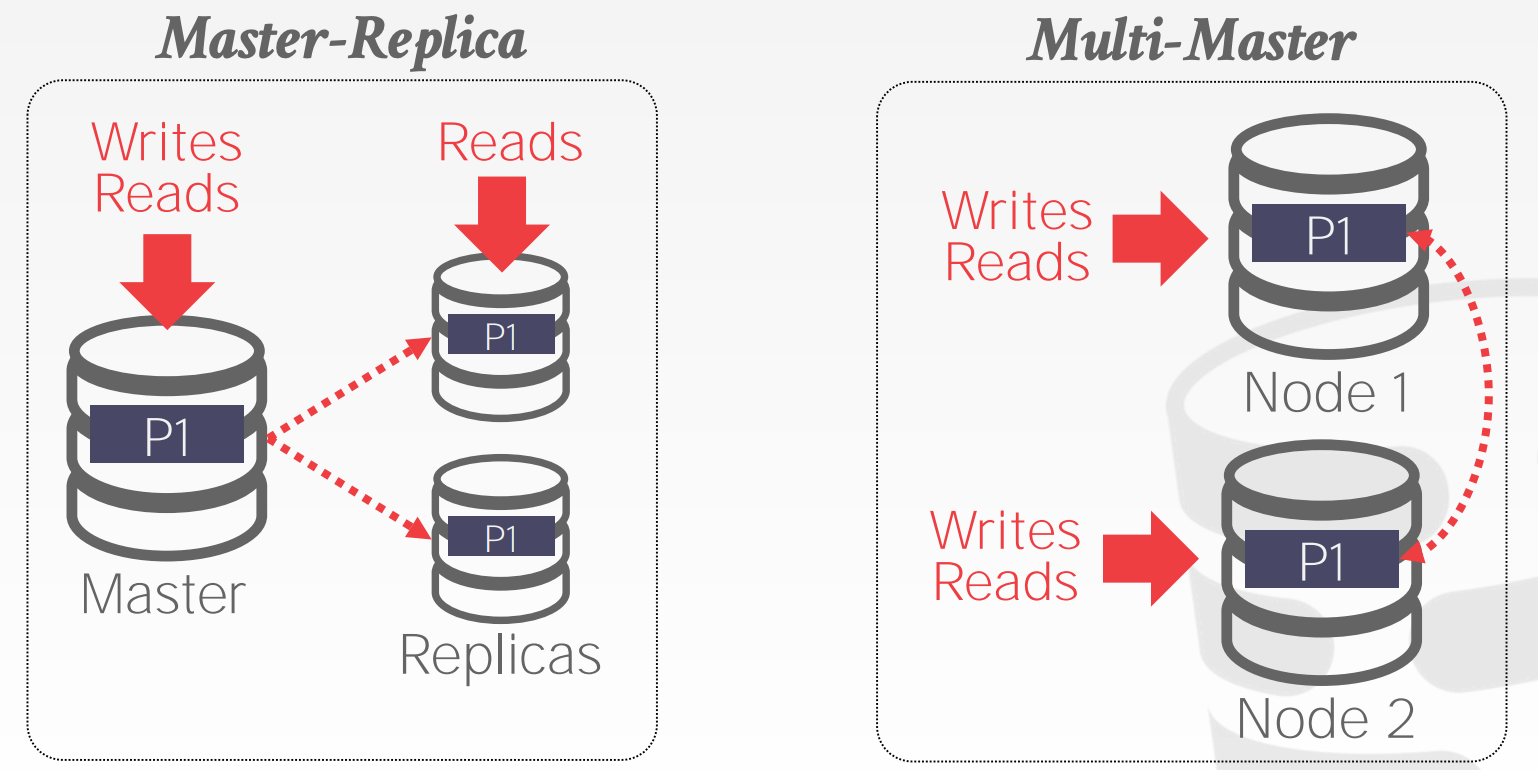 Master-Replica
Writes
Reads
Reads
P1
P1
P1
Master
Replicas
Multi-Master
Writes
Reads
P1
Node 1
Writes
Reads
P1
Node 2